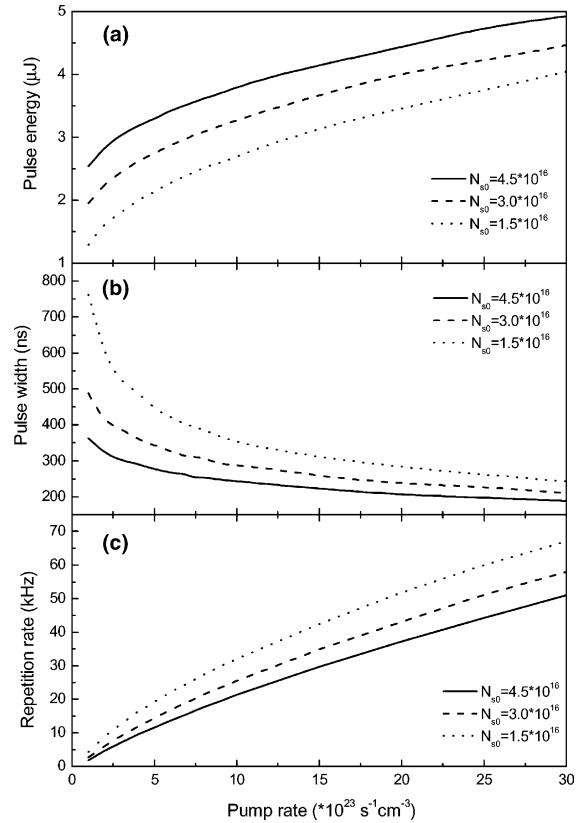 (a)
Pulse energy (μJ)
5
4
3
2
1
N_s0=4.5*10^16
N_s0=3.0*10^16
N_s0=1.5*10^16
(b)
Pulse width (ns)
800
700
600
500
400
300
200
N_s0=4.5*10^16
N_s0=3.0*10^16
N_s0=1.5*10^16
(c)
Repetition rate (kHz)
70
60
50
40
30
20
10
0
N_s0=4.5*10^16
N_s0=3.0*10^16
N_s0=1.5*10^16
0 5 10 15 20 25 30
Pump rate (*10^23 s^-1cm^-3)